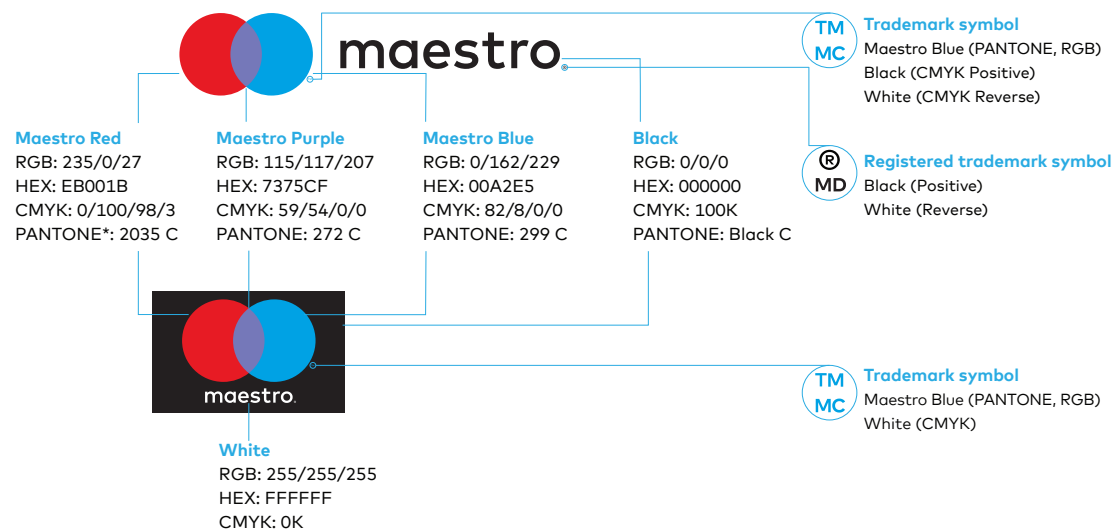 maestro®
TM
MC
Trademark symbol
Maestro Blue (PANTONE, RGB)
Black (CMYK Positive)
White (CMYK Reverse)
Maestro Red
RGB: 235/0/27
HEX: EB001B
CMYK: 0/100/98/3
PANTONE*: 2035 C
Maestro Purple
RGB: 115/117/207
HEX: 7375CF
CMYK: 59/54/0/0
PANTONE: 272 C
Maestro Blue
RGB: 0/162/229
HEX: 00A2E5
CMYK: 82/8/0/0
PANTONE: 299 C
Black
RGB: 0/0/0
HEX: 000000
CMYK: 100K
PANTONE: Black C
®
MD
Registered trademark symbol
Black (Positive)
White (Reverse)
maestro.
TM
MC
Trademark symbol
Maestro Blue (PANTONE, RGB)
White (CMYK)
White
RGB: 255/255/255
HEX: FFFFFF
CMYK: 0K